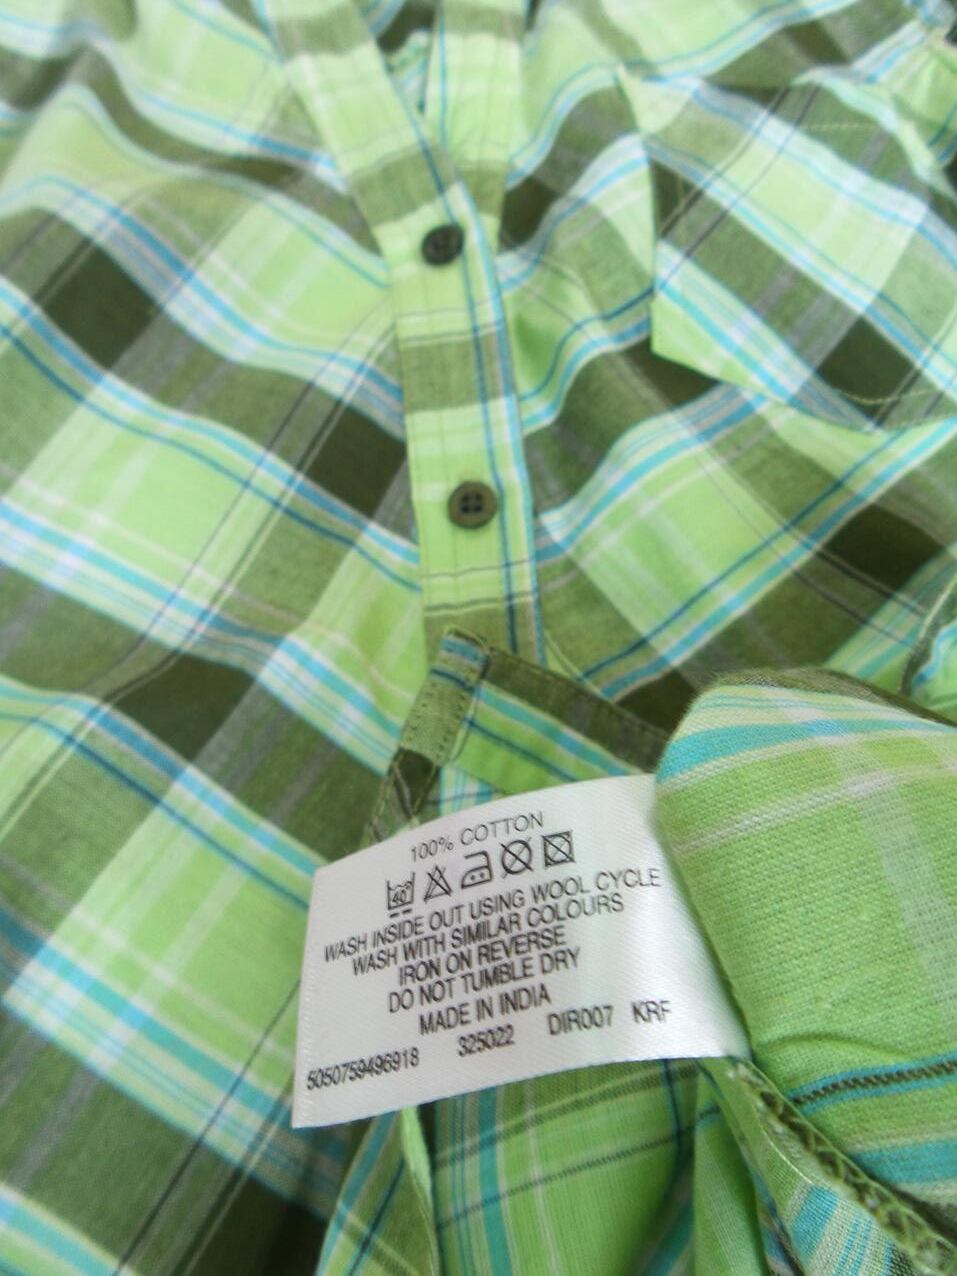 100% COTTON
40
WASH INSIDE OUT USING WOOL CYCLE
WASH WITH SIMILAR COLOURS
IRON ON REVERSE
DO NOT TUMBLE DRY
MADE IN INDIA
5050759496918 325022 DIR007 KRF